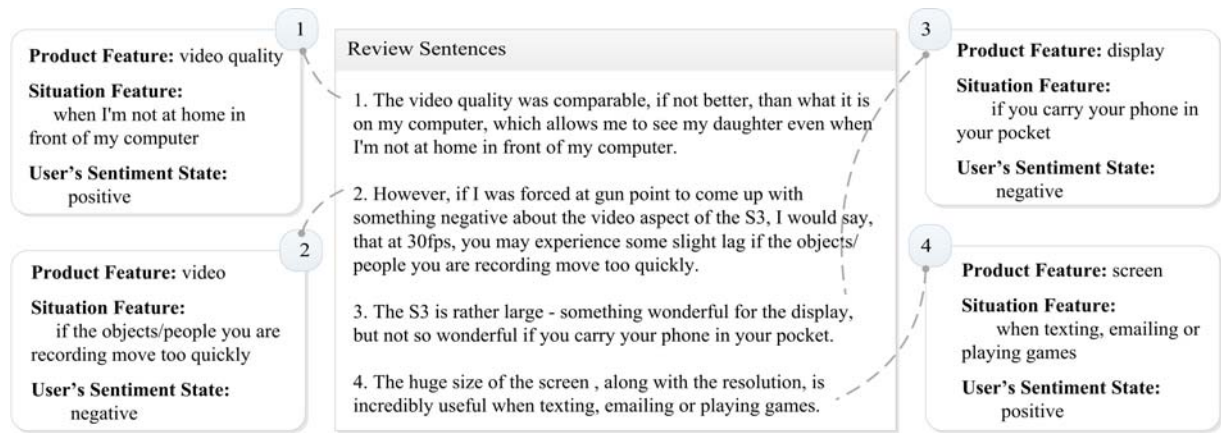 1
Product Feature: video quality
Situation Feature:
when I'm not at home in
front of my computer
User's Sentiment State:
positive
2
Product Feature: video
Situation Feature:
if the objects/people you are
recording move too quickly
User's Sentiment State:
negative
Review Sentences
1. The video quality was comparable, if not better, than what it is
on my computer, which allows me to see my daughter even when
I'm not at home in front of my computer.
2. However, if I was forced at gun point to come up with
something negative about the video aspect of the S3, I would say,
that at 30fps, you may experience some slight lag if the objects/
people you are recording move too quickly.
3. The S3 is rather large - something wonderful for the display,
but not so wonderful if you carry your phone in your pocket.
4. The huge size of the screen , along with the resolution, is
incredibly useful when texting, emailing or playing games.
3
Product Feature: display
Situation Feature:
if you carry your phone in
your pocket
User's Sentiment State:
negative
4
Product Feature: screen
Situation Feature:
when texting, emailing or
playing games
User's Sentiment State:
positive